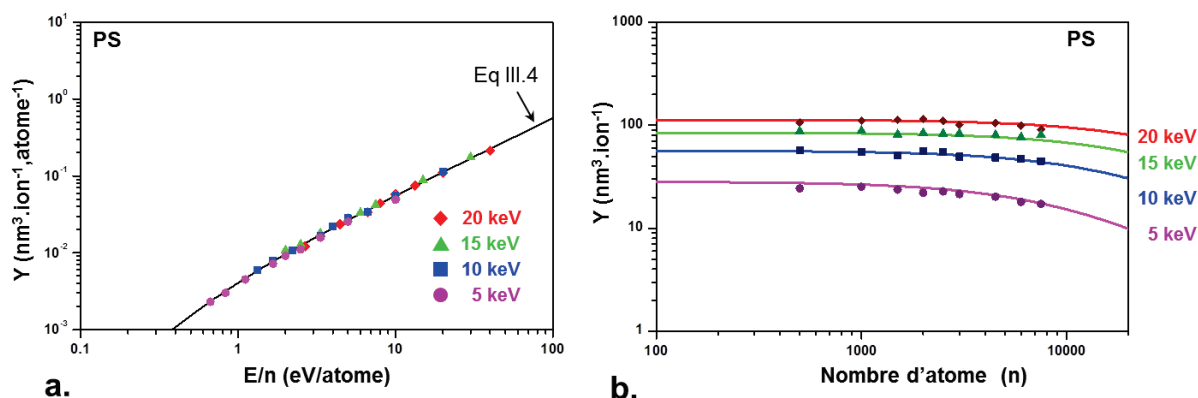 PS
Eq III.4
Y (nm³.ion⁻¹,atome⁻¹)
10¹
10⁰
10⁻¹
10⁻²
10⁻³
20 keV
15 keV
10 keV
5 keV
0.1 1 10 100
E/n (eV/atome)
a.
PS
Y (nm³.ion⁻¹)
1000
100
10
1
20 keV
15 keV
10 keV
5 keV
100 1000 10000
Nombre d'atome (n)
b.